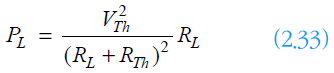 P_L = \frac{V_{Th}^2}{(R_L + R_{Th})^2} R_L (2.33)